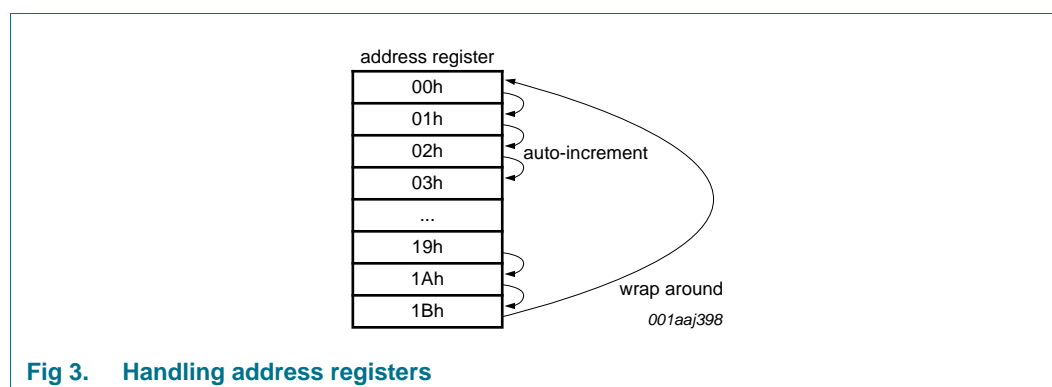 address register
00h
01h
02h
auto-increment
03h
...
19h
1Ah
wrap around
1Bh
001aaj398
Fig 3. Handling address registers